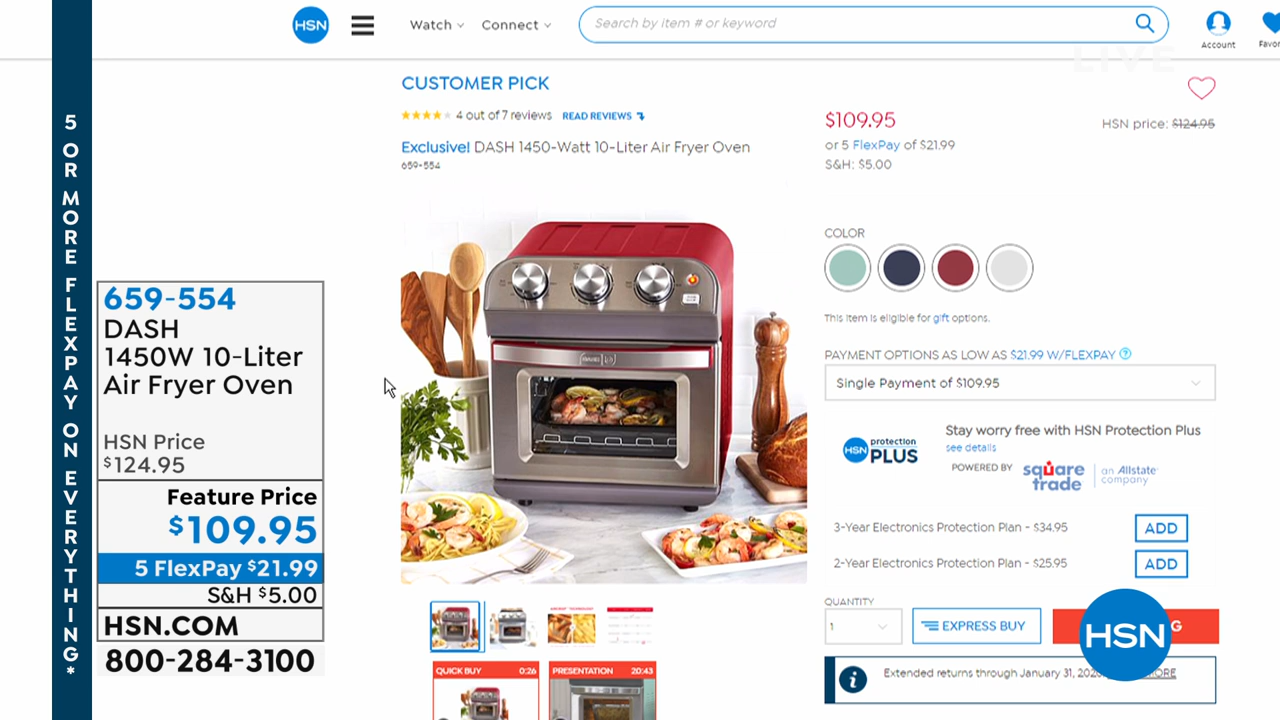 5 OR MORE FLEXPAY ON EVERYTHING*
659-554
DASH
1450W 10-Liter
Air Fryer Oven
HSN Price
$124.95
Feature Price
$109.95
5 FlexPay $21.99
S&H $5.00
HSN.COM
800-284-3100
HSN
Watch
Connect
Search by item # or keyword
Account
Favor
LIVE
CUSTOMER PICK
4 out of 7 reviews READ REVIEWS
Exclusive! DASH 1450-Watt 10-Liter Air Fryer Oven
659-554
$109.95
HSN price: $124.95
or 5 FlexPay of $21.99
S&H: $5.00
COLOR
This item is eligible for gift options.
PAYMENT OPTIONS AS LOW AS $21.99 W/FLEXPAY ?
Single Payment of $109.95
HSN protection PLUS
Stay worry free with HSN Protection Plus
see details
POWERED BY square trade an Allstate company
3-Year Electronics Protection Plan - $34.95 ADD
2-Year Electronics Protection Plan - $25.95 ADD
QUANTITY
1
EXPRESS BUY
G
HSN
Extended returns through January 31, 202
QUICK BUY 0:26
PRESENTATION 20:43